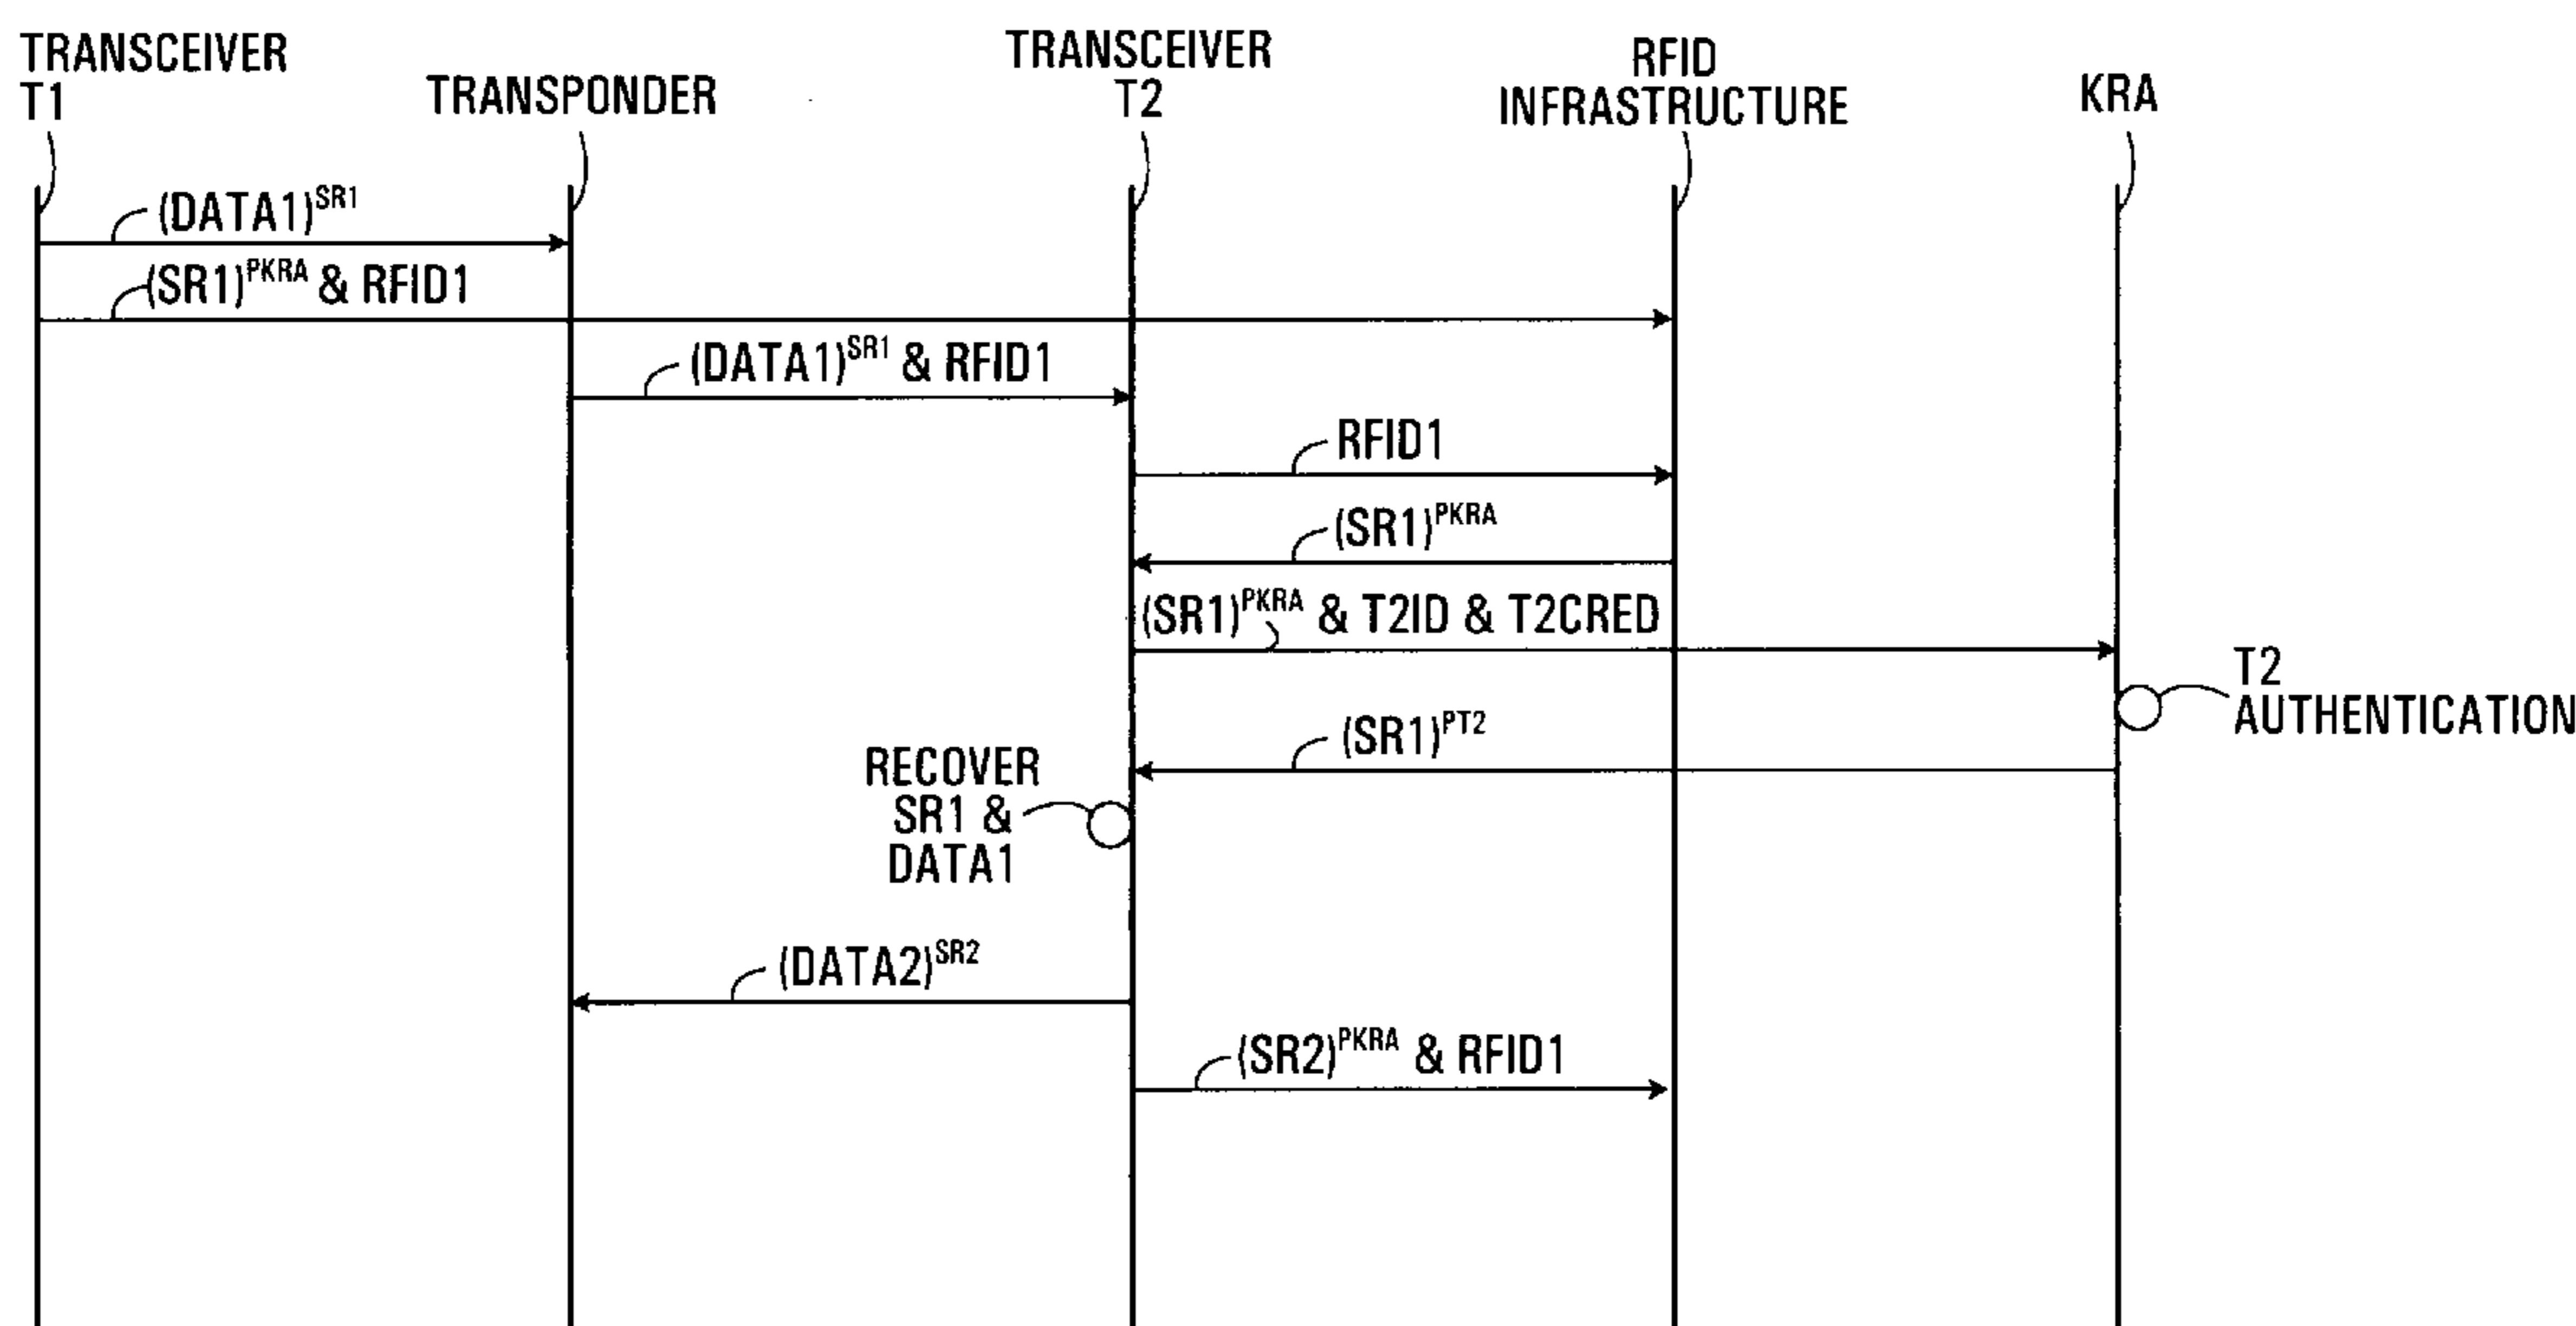 TRANSCEIVER
T1
TRANSPONDER
TRANSCEIVER
T2
RFID
INFRASTRUCTURE
KRA
(DATA1)^SR1
(SR1)^PKRA & RFID1
(DATA1)^SR1 & RFID1
RFID1
(SR1)^PKRA
(SR1)^PKRA & T2ID & T2CRED
T2
AUTHENTICATION
(SR1)^PT2
RECOVER
SR1 &
DATA1
(DATA2)^SR2
(SR2)^PKRA & RFID1